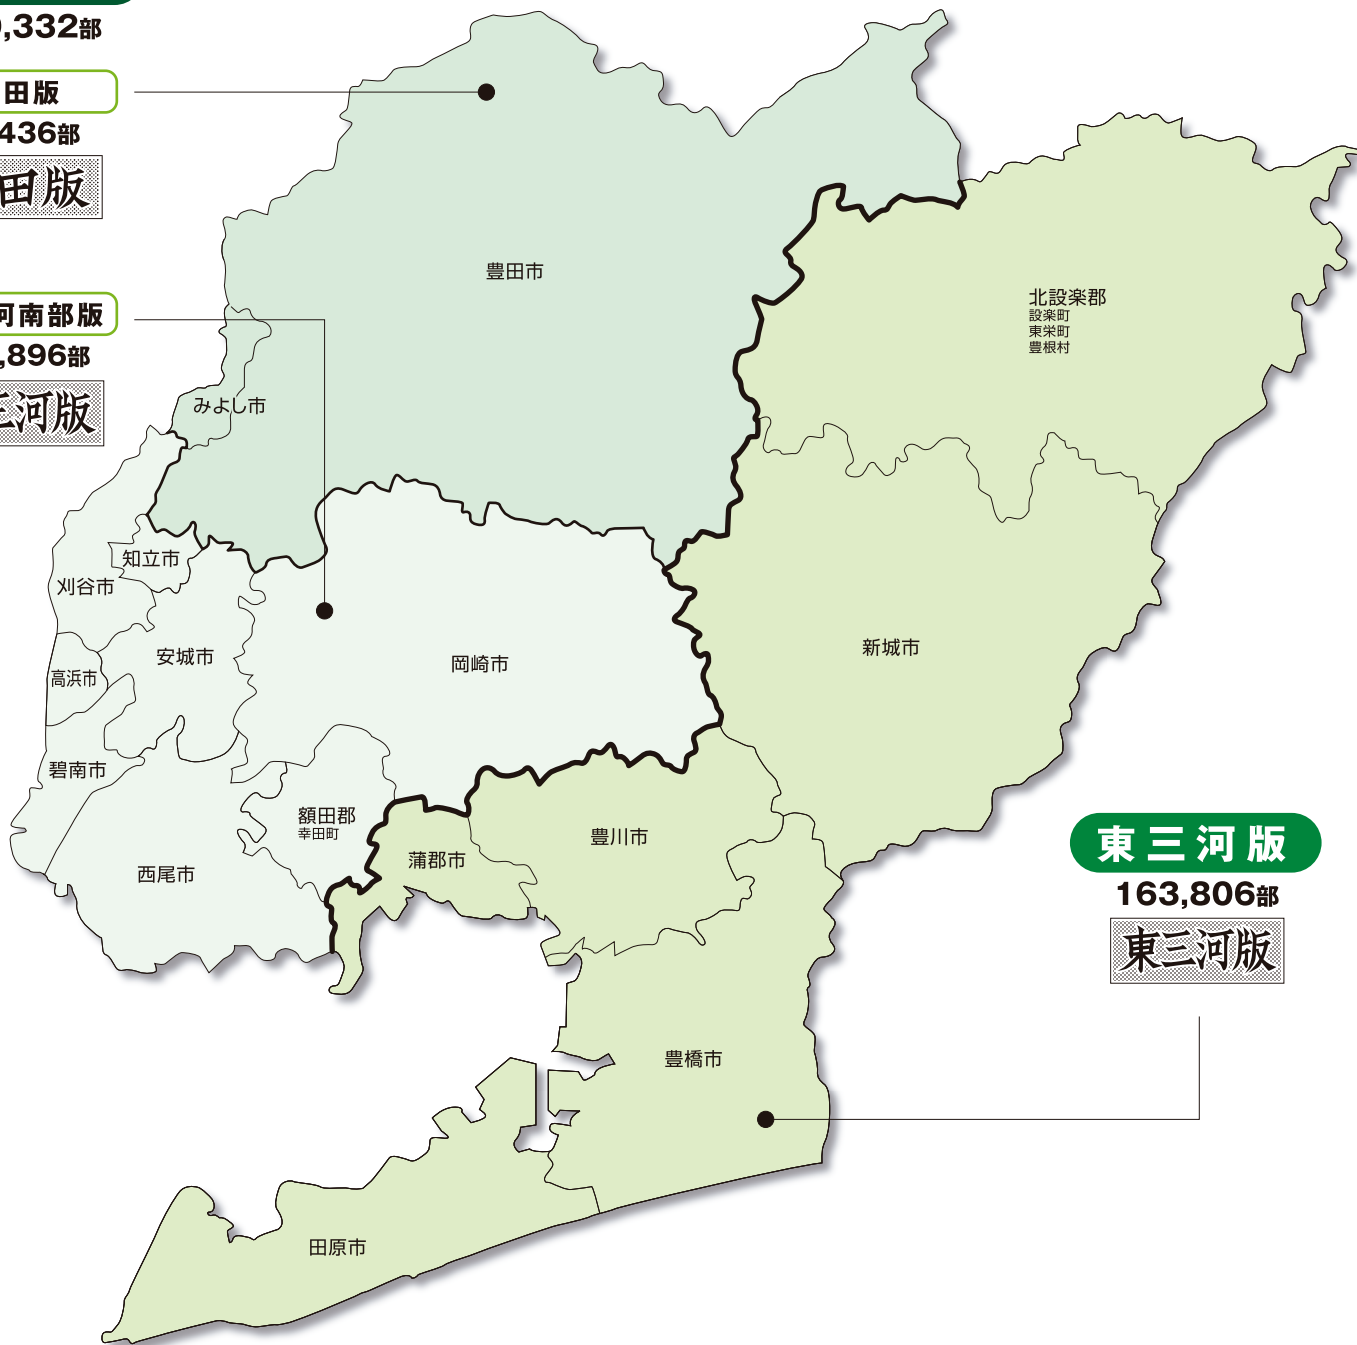 ,332部
田版
436部
田版
河南部版
,896部
三河版
豊田市
北設楽郡
設楽町
東栄町
豊根村
みよし市
知立市
刈谷市
安城市
岡崎市
新城市
高浜市
碧南市
額田郡
幸田町
豊川市
蒲郡市
西尾市
東三河版
163,806部
東三河版
豊橋市
田原市